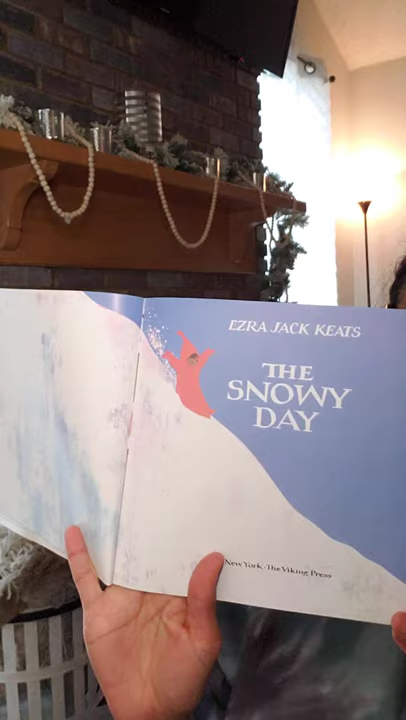 EZRA JACK KEATS
THE
SNOWY
DAY
New York · The Viking Press